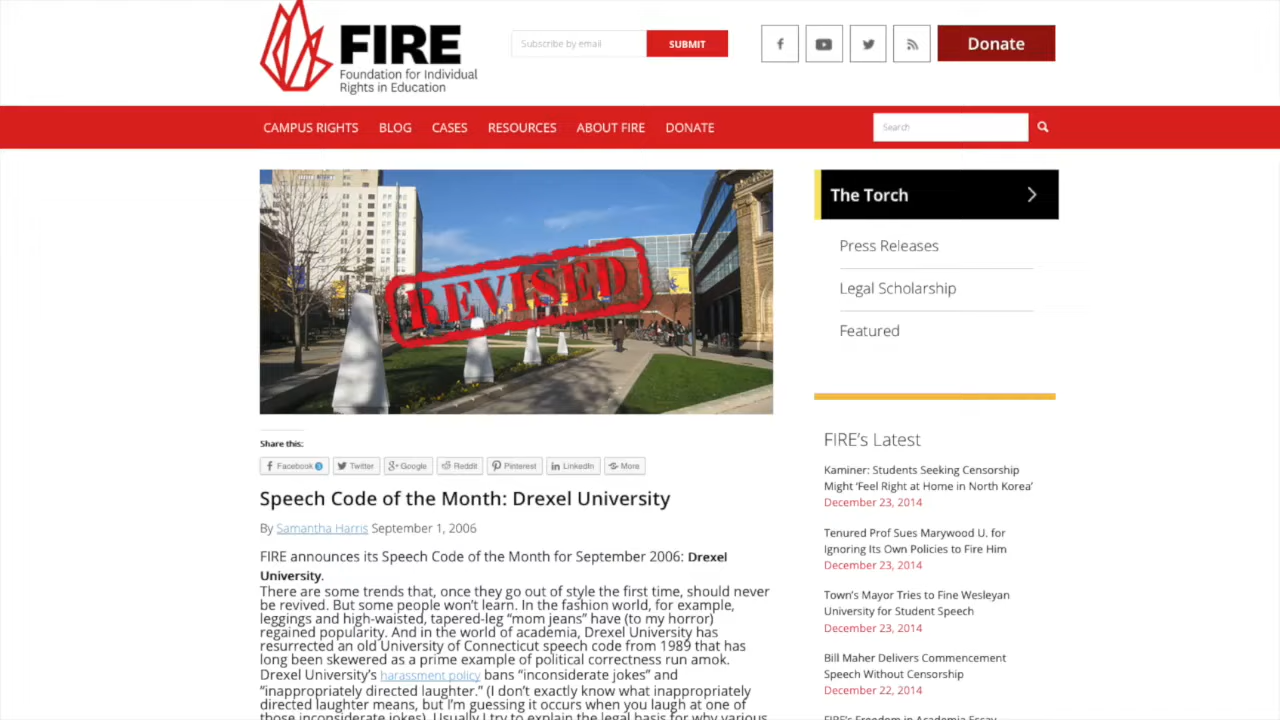 FIRE
Foundation for Individual
Rights in Education
Subscribe by email
SUBMIT
Donate
CAMPUS RIGHTS BLOG CASES RESOURCES ABOUT FIRE DONATE
Search
REVISED
The Torch
Press Releases
Legal Scholarship
Featured
Share this:
Facebook Twitter Google Reddit Pinterest LinkedIn More
Speech Code of the Month: Drexel University
By Samantha Harris September 1, 2006
FIRE announces its Speech Code of the Month for September 2006: Drexel
University.
There are some trends that, once they go out of style the first time, should never
be revived. But some people won’t learn. In the fashion world, for example,
leggings and high-waisted, tapered-leg “mom jeans” have (to my horror)
regained popularity. And in the world of academia, Drexel University has
resurrected an old University of Connecticut speech code from 1989 that has
long been skewered as a prime example of political correctness run amok.
Drexel University’s harassment policy bans “inconsiderate jokes” and
“inappropriately directed laughter.” (I don’t exactly know what inappropriately
directed laughter means, but I’m guessing it occurs when you laugh at one of
those inconsiderate jokes). Usually I try to explain the legal basis for why various
FIRE’s Latest
Kaminer: Students Seeking Censorship
Might ‘Feel Right at Home in North Korea’
December 23, 2014
Tenured Prof Sues Marywood U. for
Ignoring Its Own Policies to Fire Him
December 23, 2014
Town’s Mayor Tries to Fine Wesleyan
University for Student Speech
December 23, 2014
Bill Maher Delivers Commencement
Speech Without Censorship
December 22, 2014
FIRE’s Freedom in Academia Essay